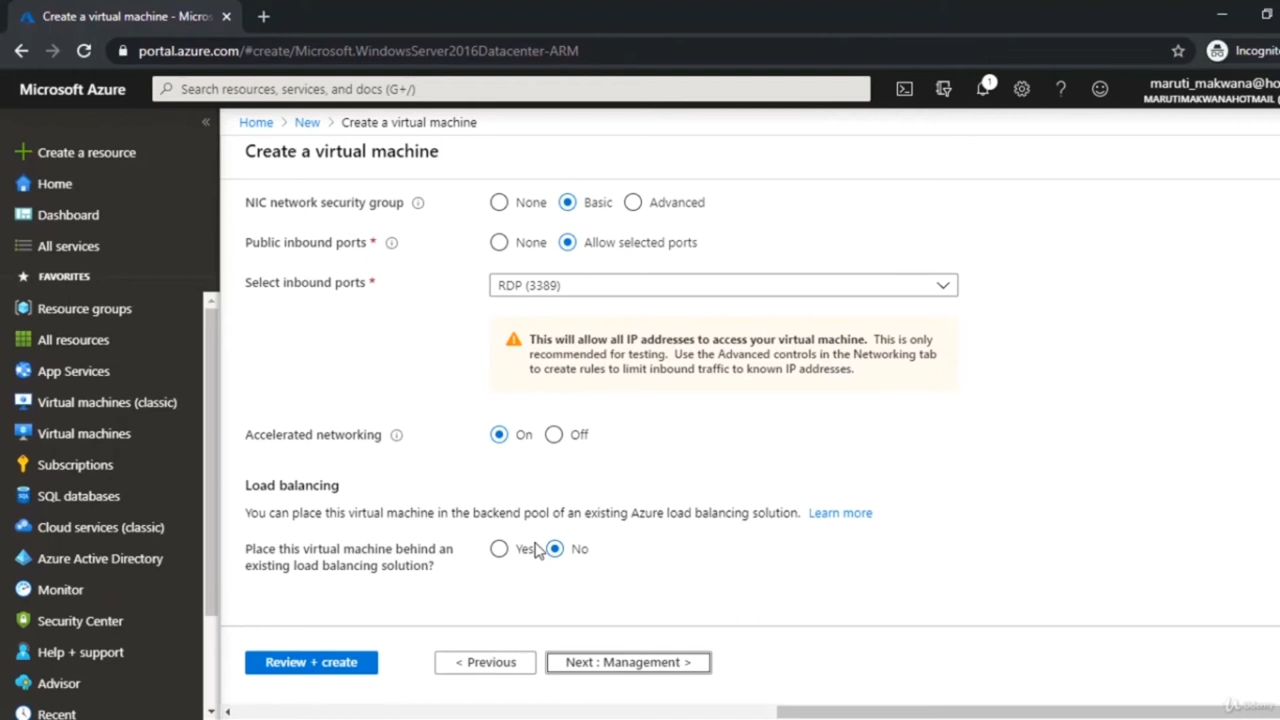 Create a virtual machine - Micros
portal.azure.com/#create/Microsoft.WindowsServer2016Datacenter-ARM
Incognito
Microsoft Azure
Search resources, services, and docs (G+/)
1
maruti_makwana@ho
MARUTIMAKWANAHOTMAIL (
Home > New > Create a virtual machine
Create a virtual machine
Create a resource
Home
Dashboard
All services
FAVORITES
Resource groups
All resources
App Services
Virtual machines (classic)
Virtual machines
Subscriptions
SQL databases
Cloud services (classic)
Azure Active Directory
Monitor
Security Center
Help + support
Advisor
Recent
NIC network security group
None
Basic
Advanced
Public inbound ports *
None
Allow selected ports
Select inbound ports *
RDP (3389)
This will allow all IP addresses to access your virtual machine. This is only
recommended for testing. Use the Advanced controls in the Networking tab
to create rules to limit inbound traffic to known IP addresses.
Accelerated networking
On
Off
Load balancing
You can place this virtual machine in the backend pool of an existing Azure load balancing solution. Learn more
Place this virtual machine behind an
existing load balancing solution?
Yes
No
Review + create
< Previous
Next : Management >
Udemy